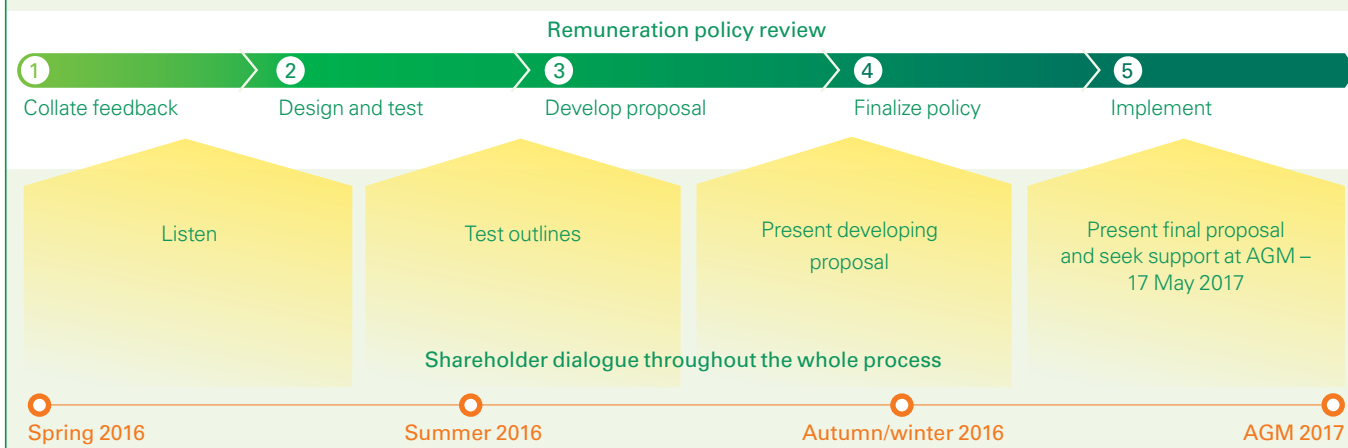 Remuneration policy review
1
2
3
4
5
Collate feedback
Design and test
Develop proposal
Finalize policy
Implement
Listen
Test outlines
Present developing
proposal
Present final proposal
and seek support at AGM –
17 May 2017
Shareholder dialogue throughout the whole process
Spring 2016
Summer 2016
Autumn/winter 2016
AGM 2017